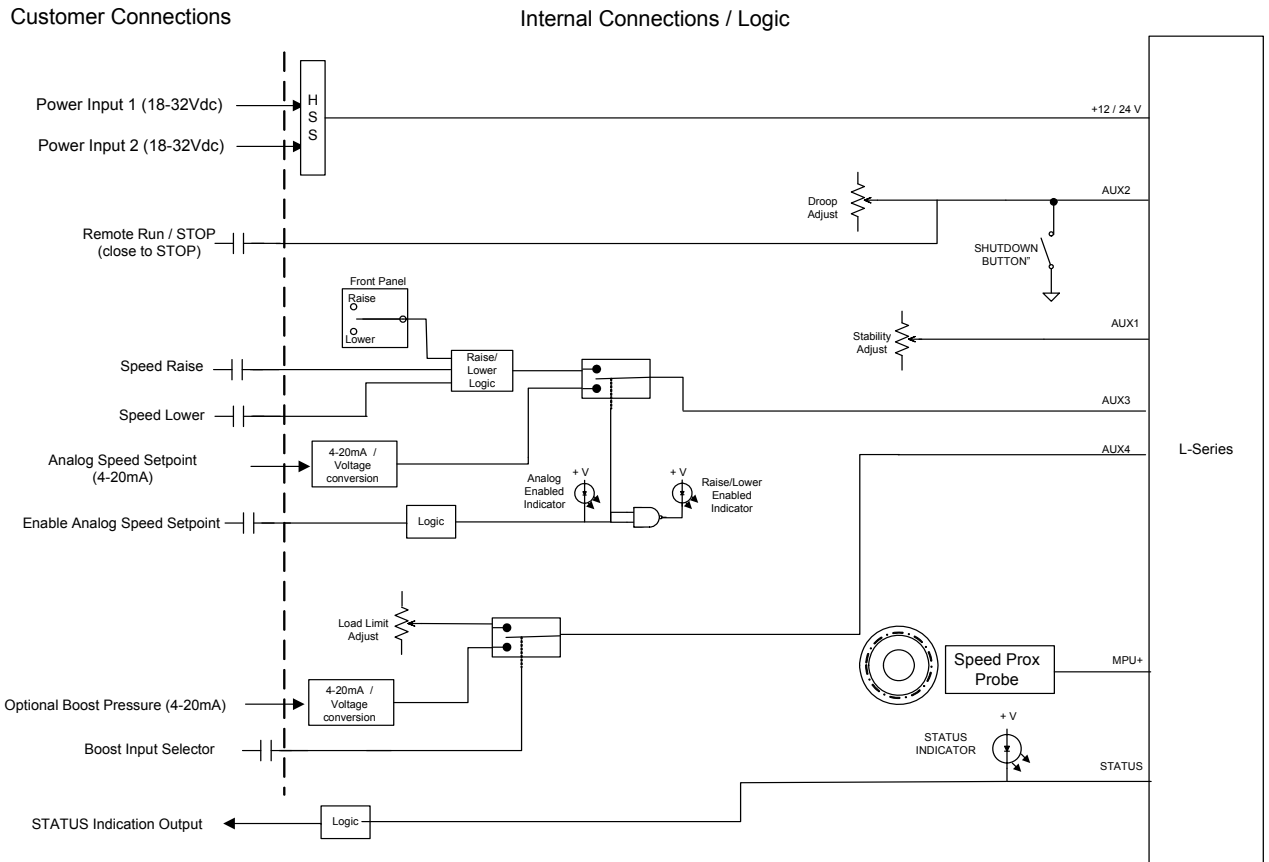 Customer Connections
Internal Connections / Logic
Power Input 1 (18-32Vdc)
Power Input 2 (18-32Vdc)
H
S
S
+12 / 24 V
AUX2
Droop
Adjust
Remote Run / STOP
(close to STOP)
SHUTDOWN
BUTTON"
Front Panel
Raise
Lower
AUX1
Stability
Adjust
Speed Raise
Raise/
Lower
Logic
Speed Lower
AUX3
Analog Speed Setpoint
(4-20mA)
4-20mA /
Voltage
conversion
AUX4
L-Series
Analog
Enabled
Indicator
+ V
+ V
Raise/Lower
Enabled
Indicator
Enable Analog Speed Setpoint
Logic
Load Limit
Adjust
Speed Prox
Probe
MPU+
Optional Boost Pressure (4-20mA)
4-20mA /
Voltage
conversion
Boost Input Selector
+ V
STATUS
INDICATOR
STATUS
STATUS Indication Output
Logic